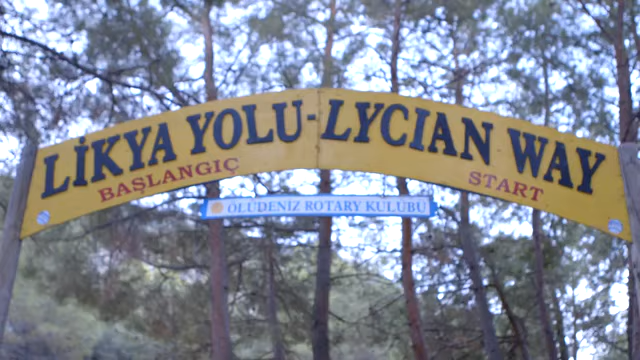 LİKYA YOLU-LYCIAN WAY
BAŞLANGIÇ START
ÖLÜDENİZ ROTARY KULÜBÜ